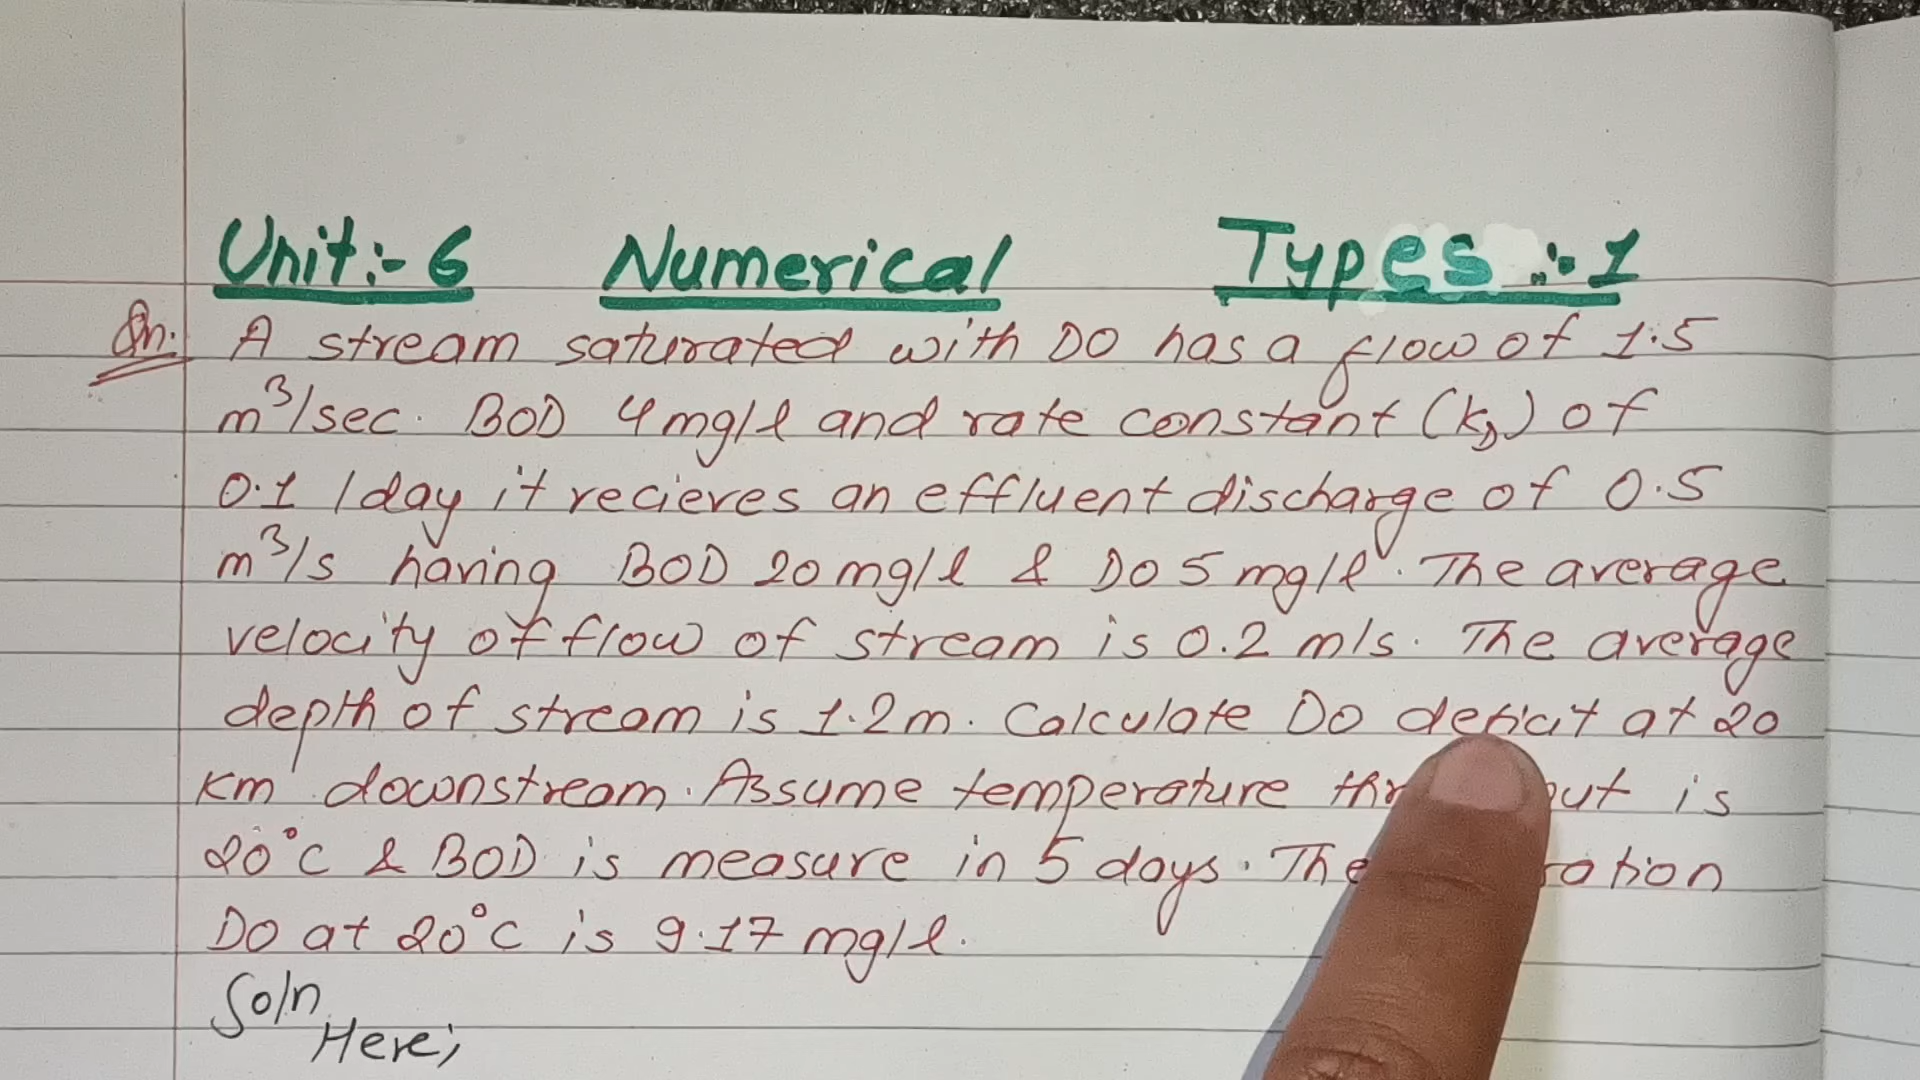 Unit:- 6 Numerical Types :- 1
Qn. A stream saturated with DO has a flow of 1.5
m³/sec. BOD 4 mg/l and rate constant (kD) of
0.1 /day it recieves an effluent discharge of 0.5
m³/s having BOD 20 mg/l & DO 5 mg/l. The average
velocity of flow of stream is 0.2 m/s. The average
depth of stream is 1.2m. Calculate DO deficit at 20
km downstream. Assume temperature is
20°C & BOD is measure in 5 days.
DO at 20°C is 9.17 mg/l.
Soln
Here;